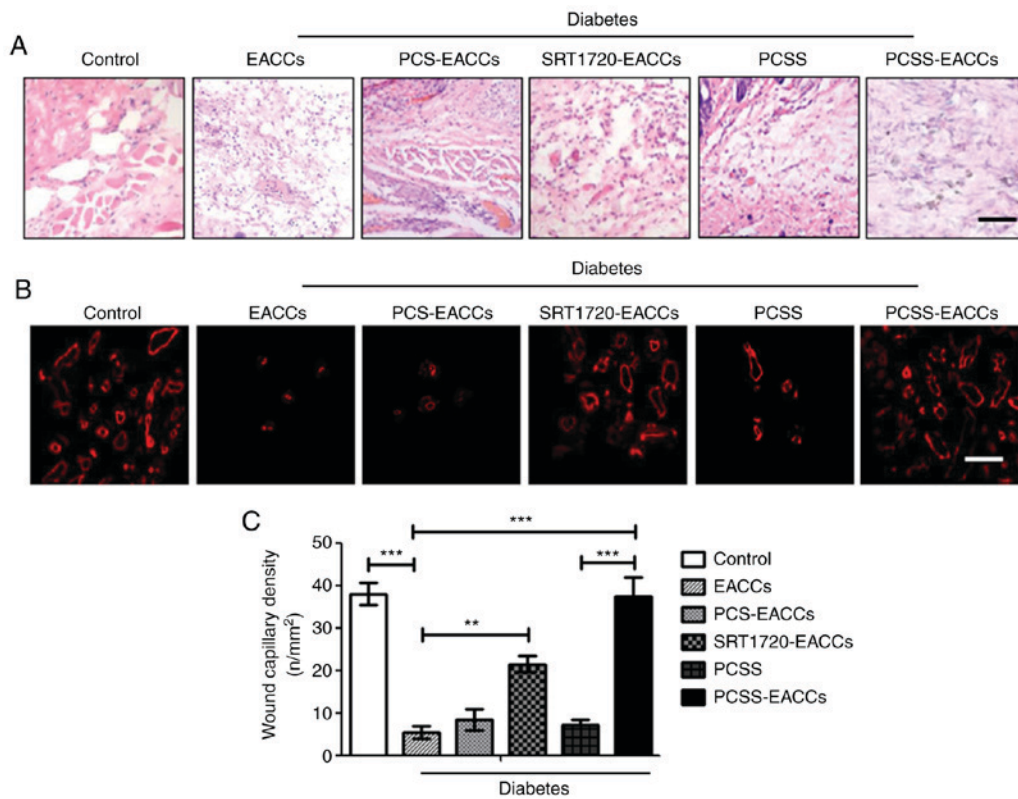 Diabetes
A
Control EACCs PCS-EACCs SRT1720-EACCs PCSS PCSS-EACCs
Diabetes
B
Control EACCs PCS-EACCs SRT1720-EACCs PCSS PCSS-EACCs
C
***
50
***
***
Control
40
EACCs
30
**
PCS-EACCs
20
SRT1720-EACCs
10
PCSS
0
PCSS-EACCs
Wound capillary density
(n/mm²)
Diabetes